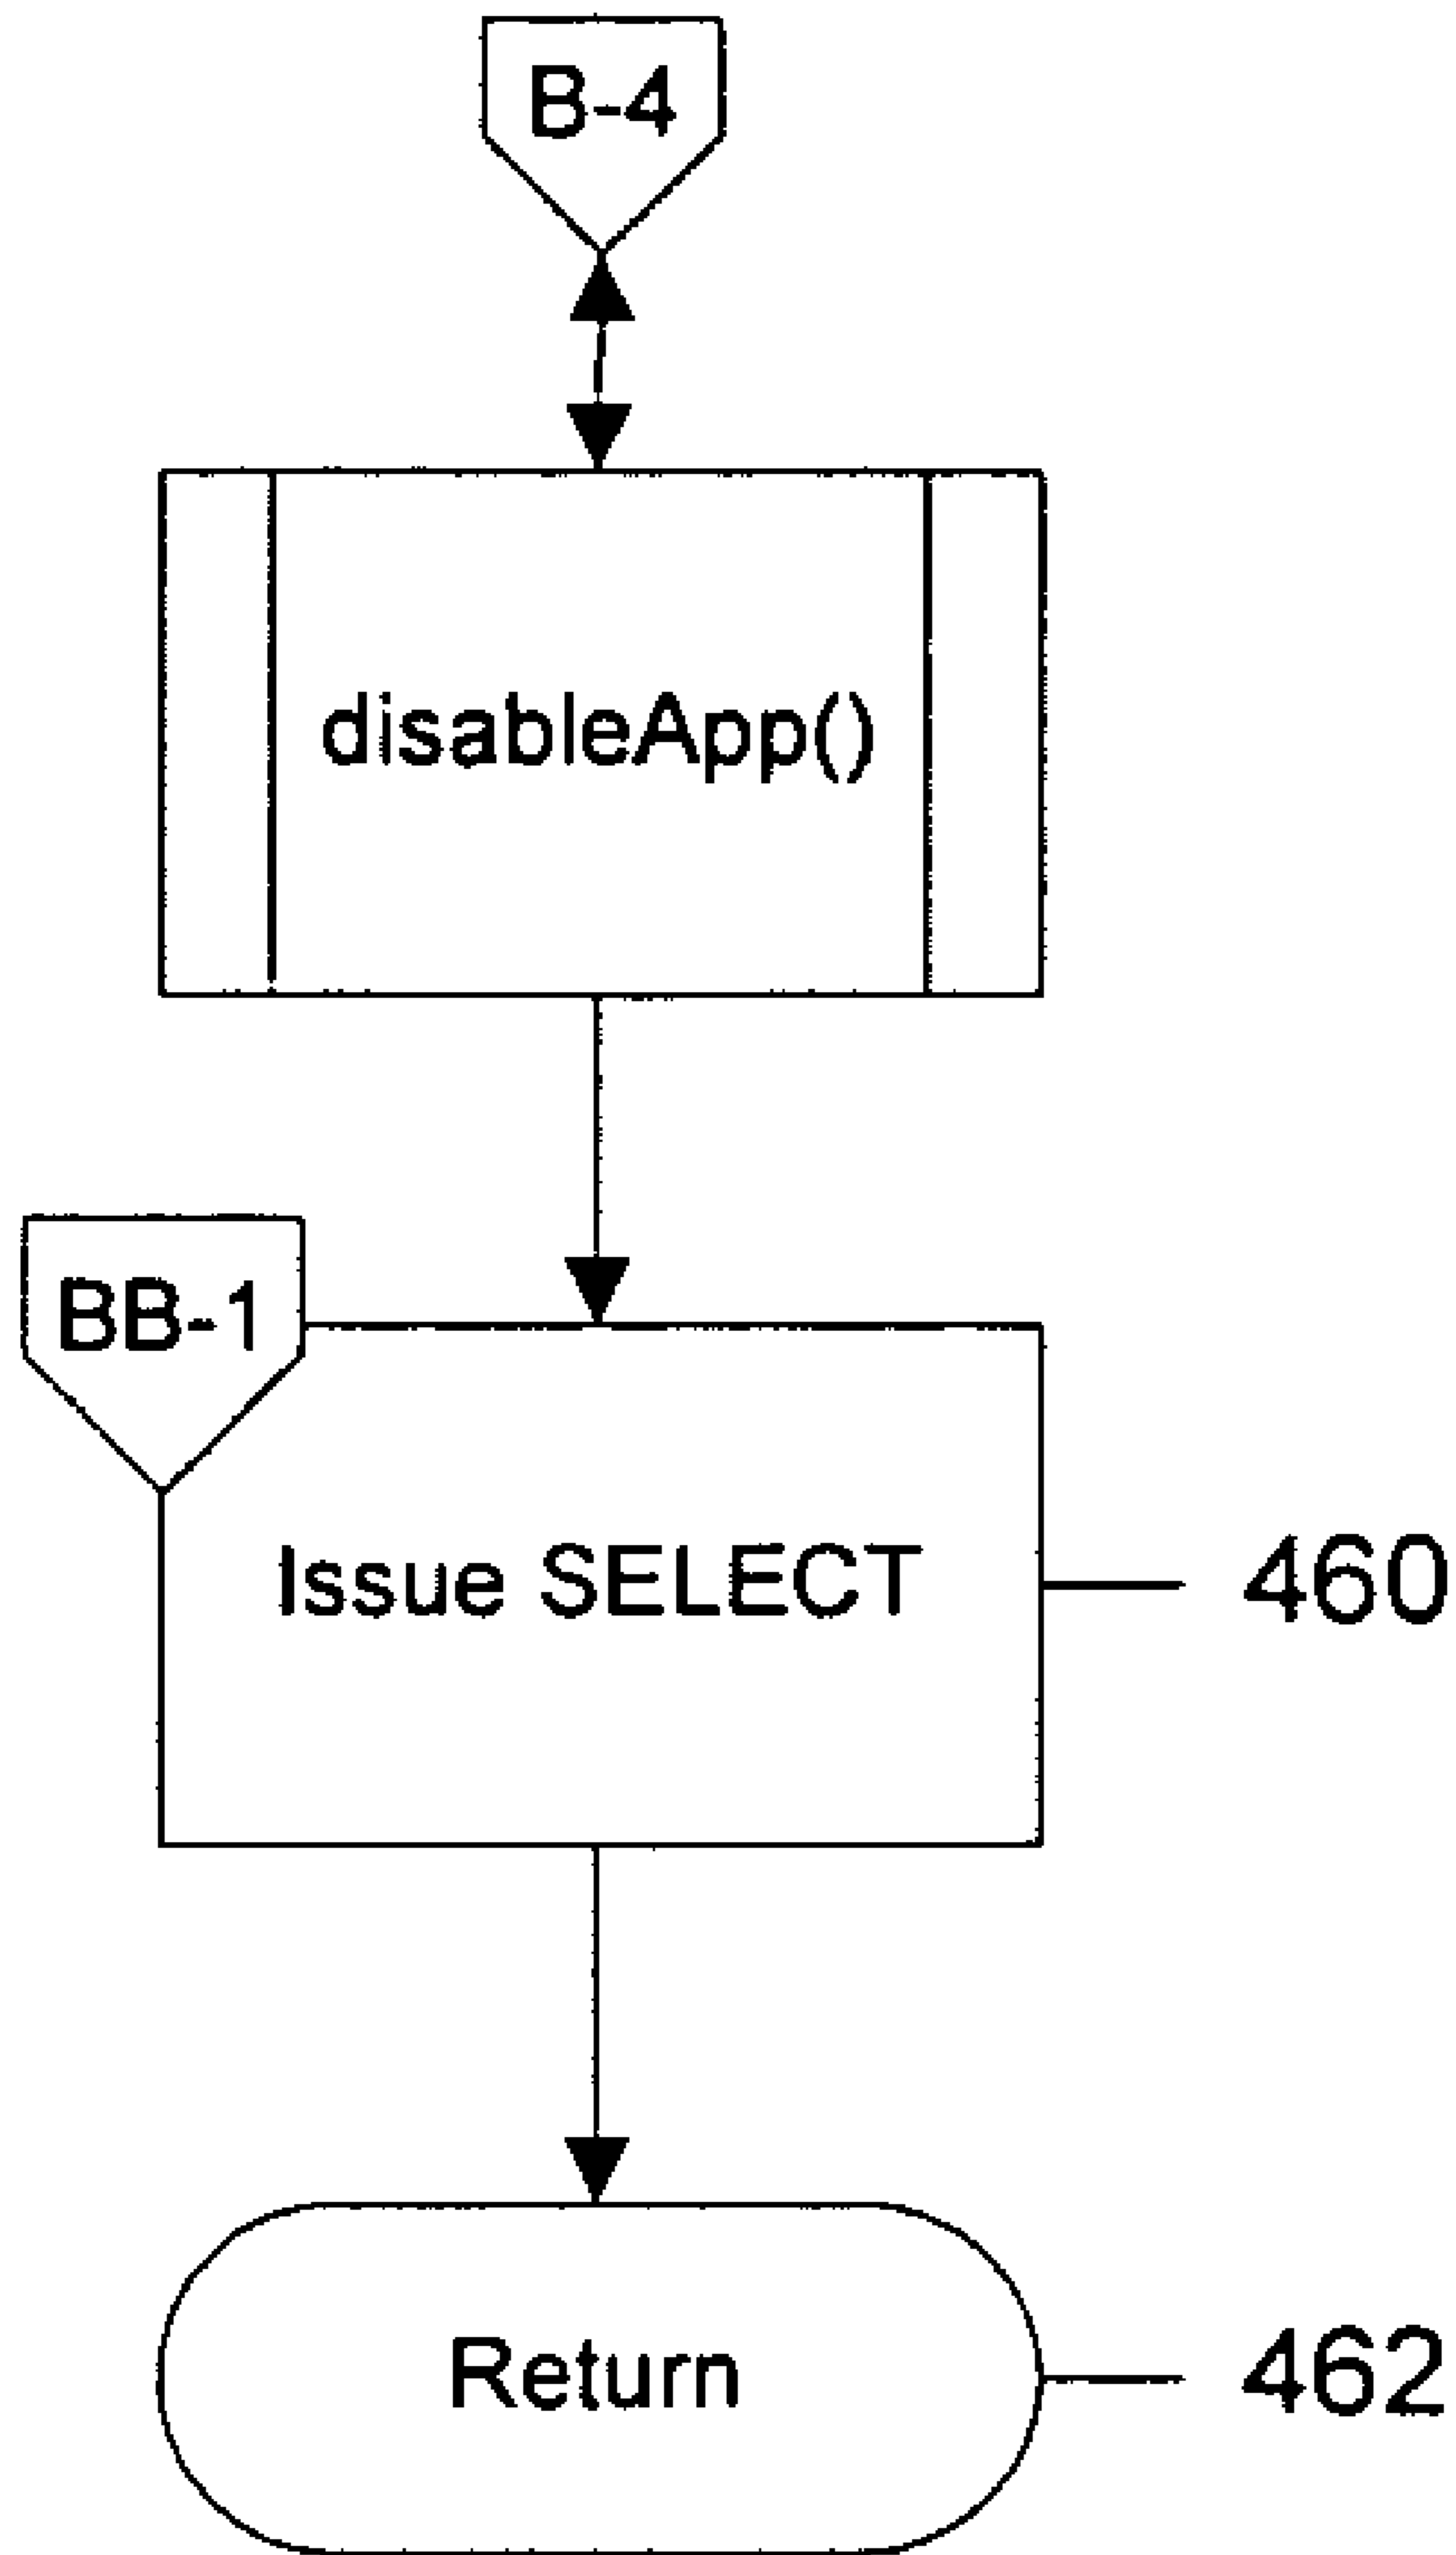 B-4
disableApp()
BB-1
Issue SELECT
460
Return
462